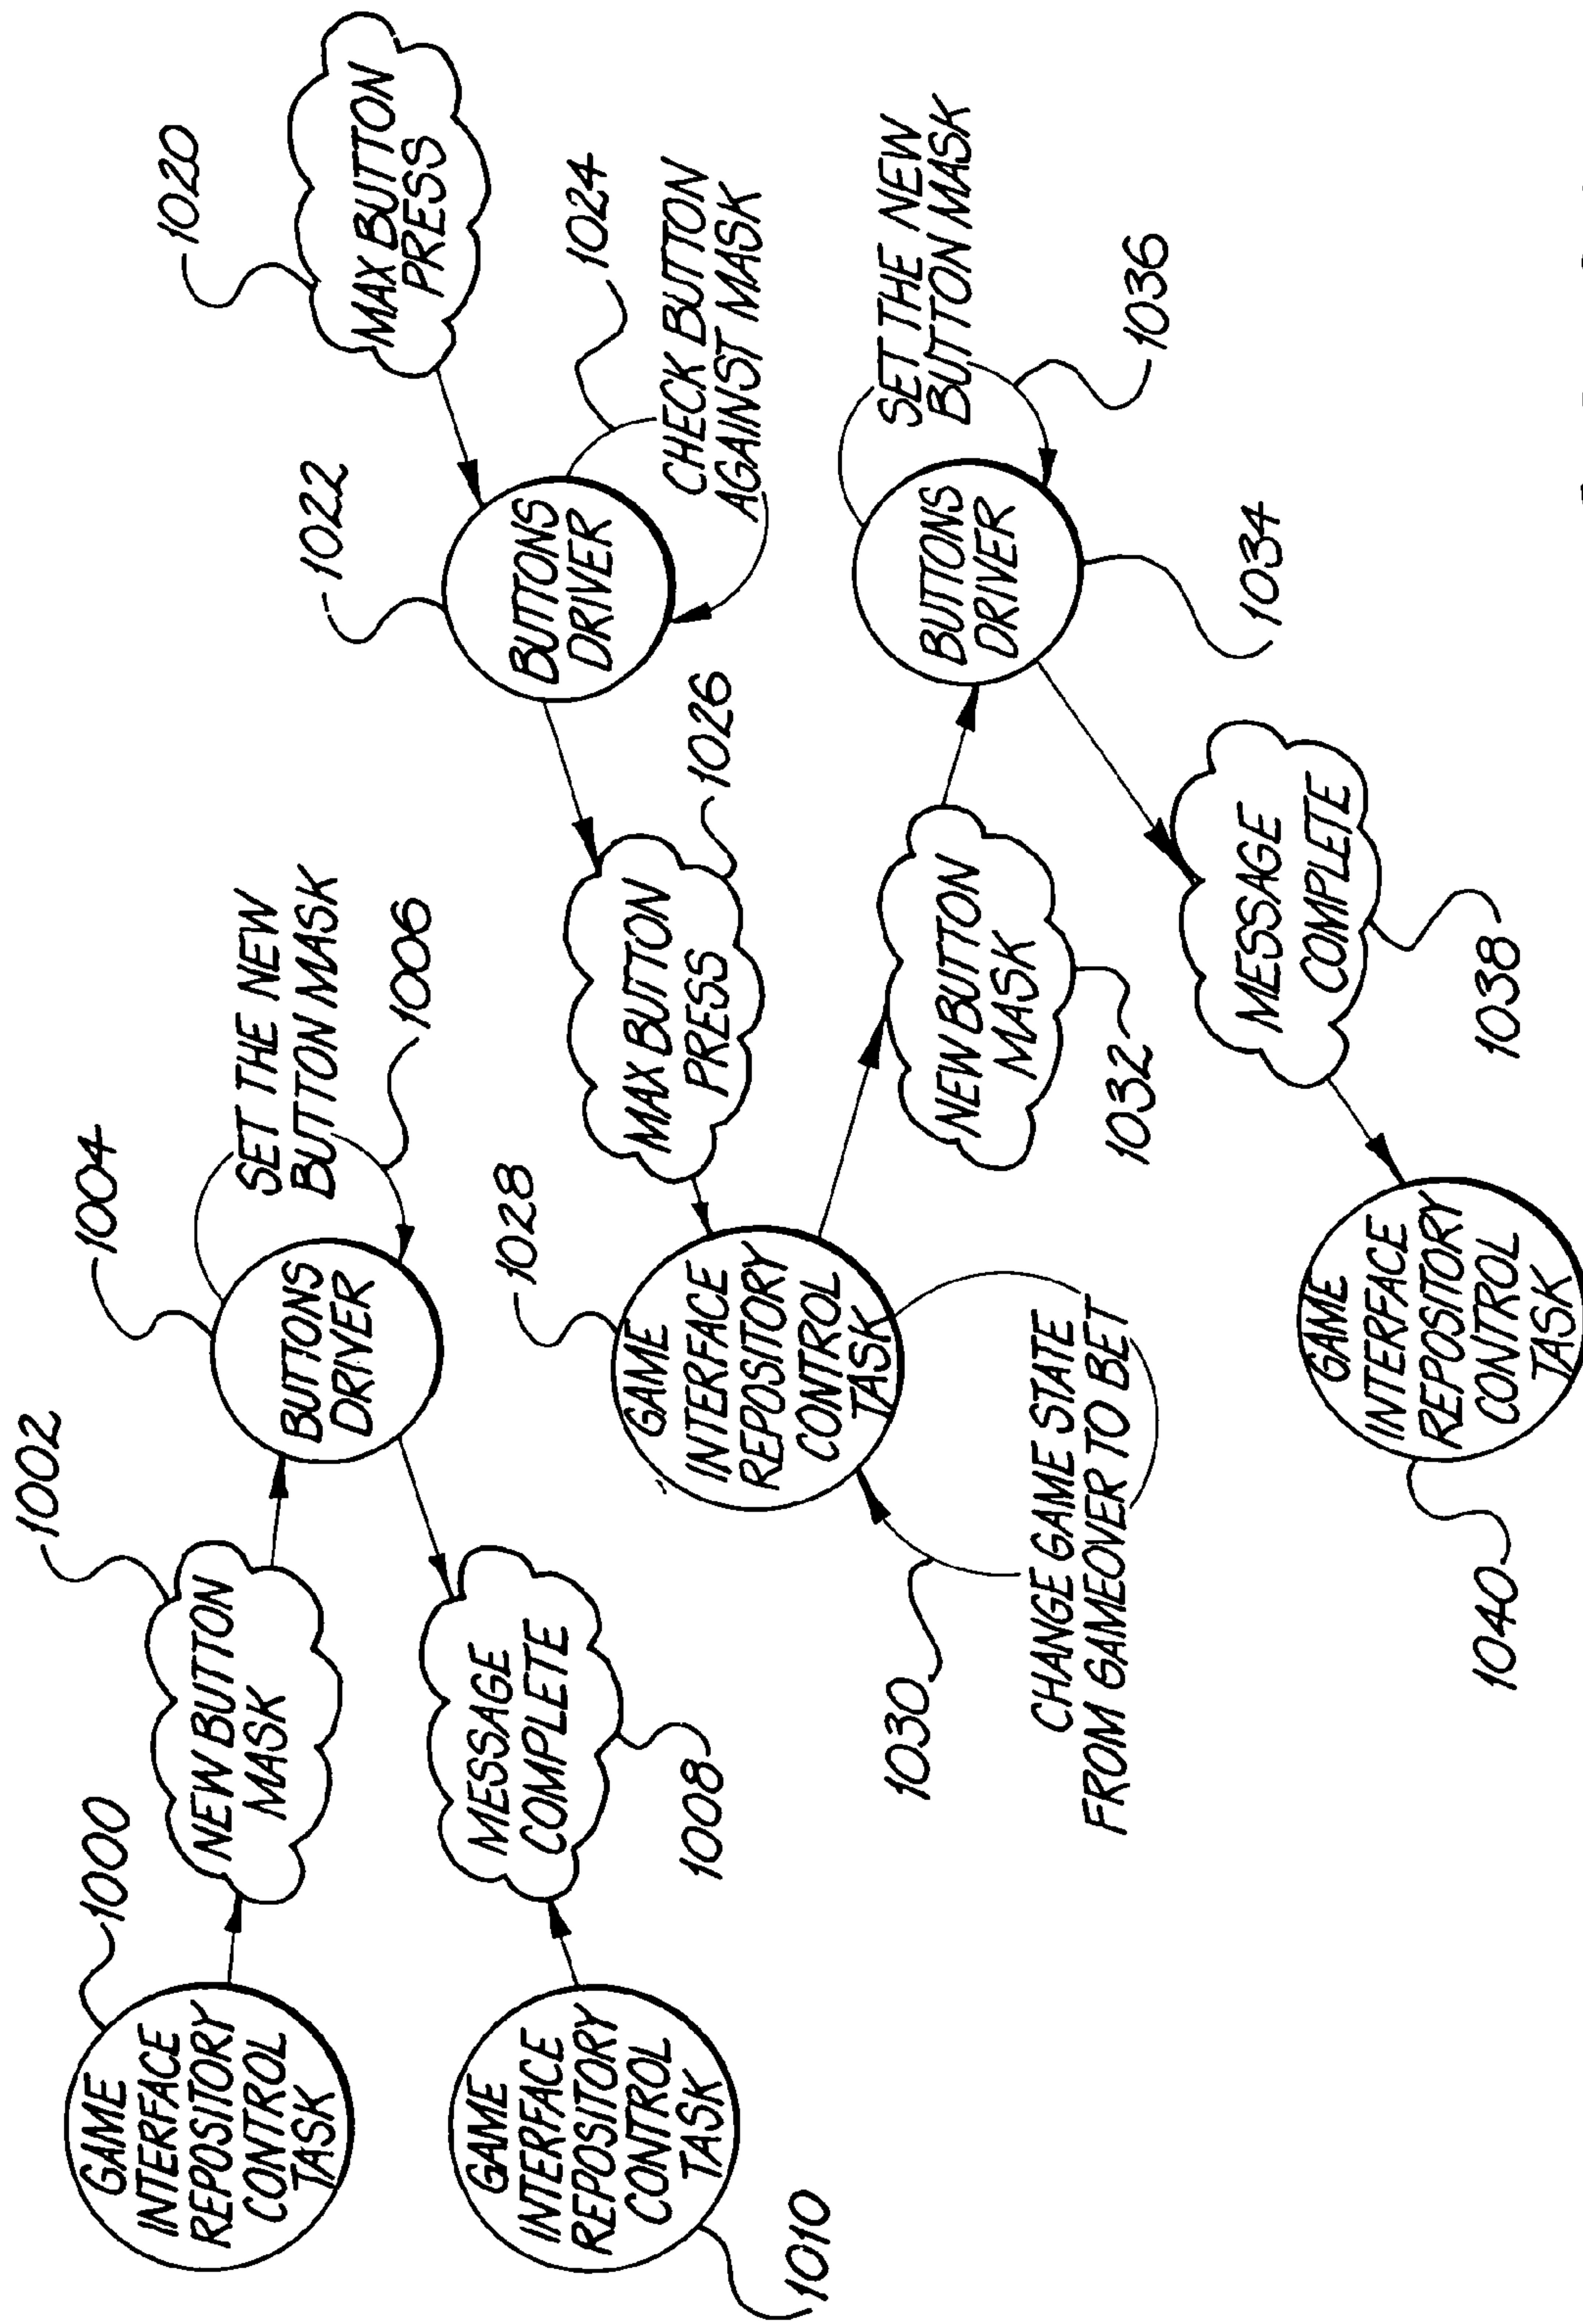 1000
GAME
INTERFACE
REPOSITORY
CONTROL
TASK
1002
NEW BUTTON
MASK
1004
BUTTONS
DRIVER
SET THE NEW
BUTTON MASK
1006
GAME
INTERFACE
REPOSITORY
CONTROL
TASK
1010
MESSAGE
COMPLETE
1008
1020
MAX BUTTON
PRESS
1022
BUTTONS
DRIVER
1024
CHECK BUTTON
AGAINST MASK
MAX BUTTON
PRESS
1026
1028
GAME
INTERFACE
REPOSITORY
CONTROL
TASK
1030
CHANGE GAME STATE
FROM GAMEOVER TO BET
NEW BUTTON
MASK
1032
BUTTONS
DRIVER
1034
SET THE NEW
BUTTON MASK
1036
MESSAGE
COMPLETE
1038
GAME
INTERFACE
REPOSITORY
CONTROL
TASK
1040